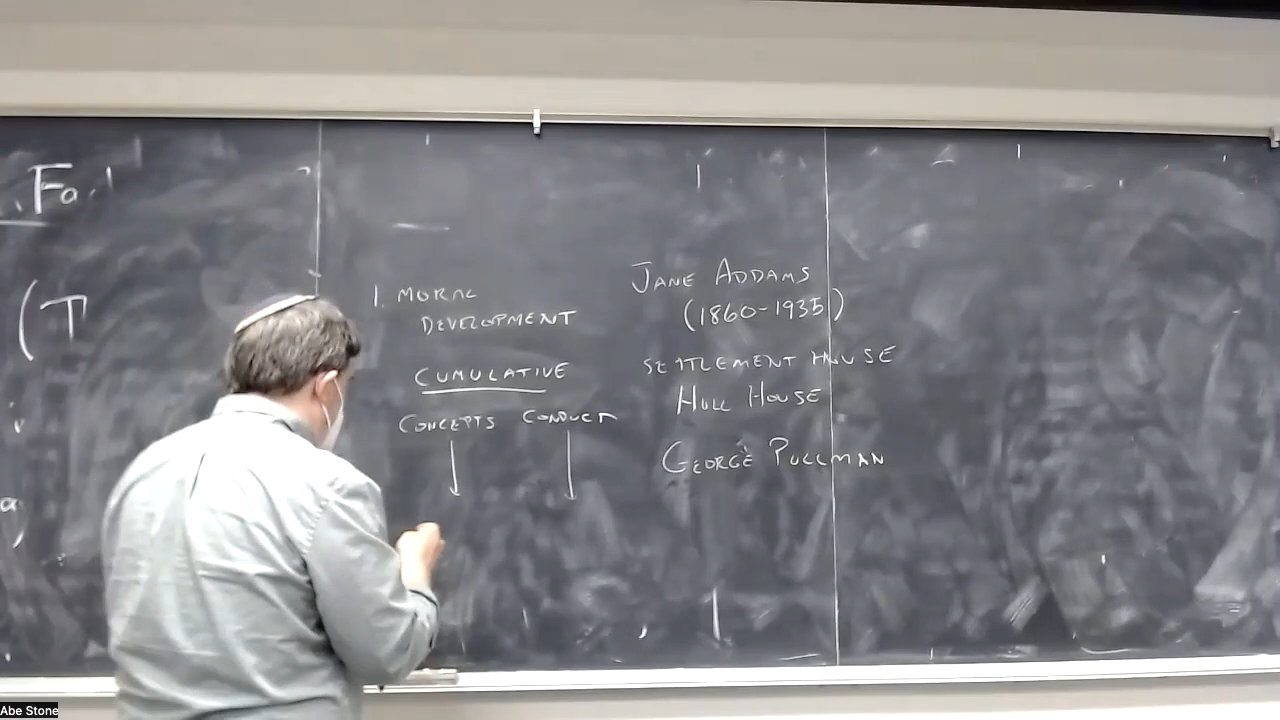 . Fa
(T
1. MORAL
DEVELOPMENT
CUMULATIVE
CONCEPTS CONDUCT
JANE ADDAMS
(1860-1935)
SETTLEMENT HOUSE
HULL HOUSE
GEORGE PULLMAN
Abe Stone